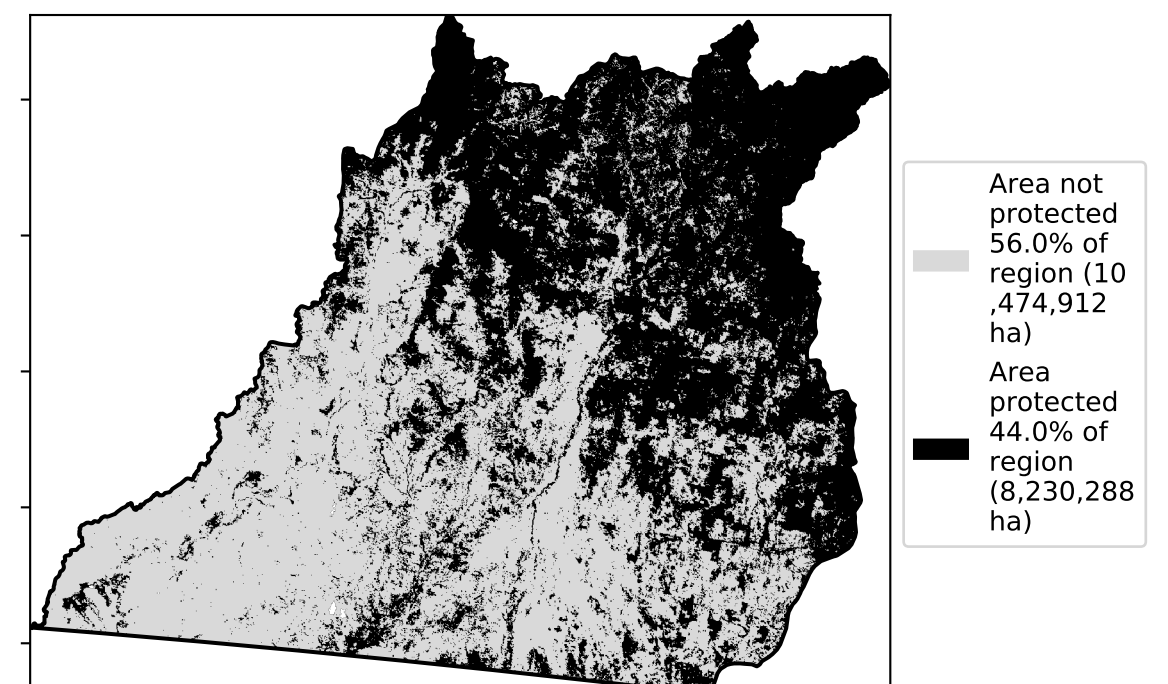 Area not
protected
56.0% of
region (10
,474,912
ha)
Area
protected
44.0% of
region
(8,230,288
ha)